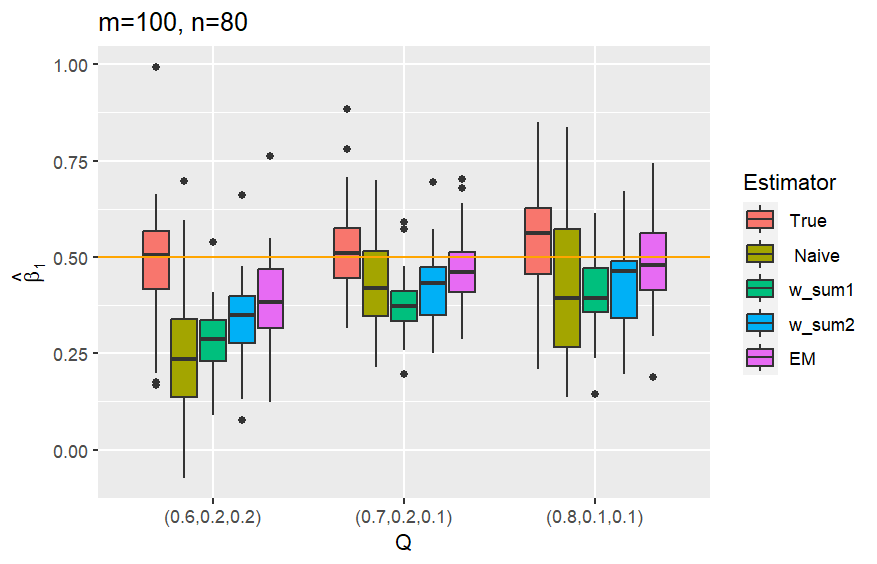 m=100, n=80
1.00
0.75
0.50
0.25
0.00
β̂1
(0.6,0.2,0.2)
(0.7,0.2,0.1)
(0.8,0.1,0.1)
Q
Estimator
True
Naive
w_sum1
w_sum2
EM